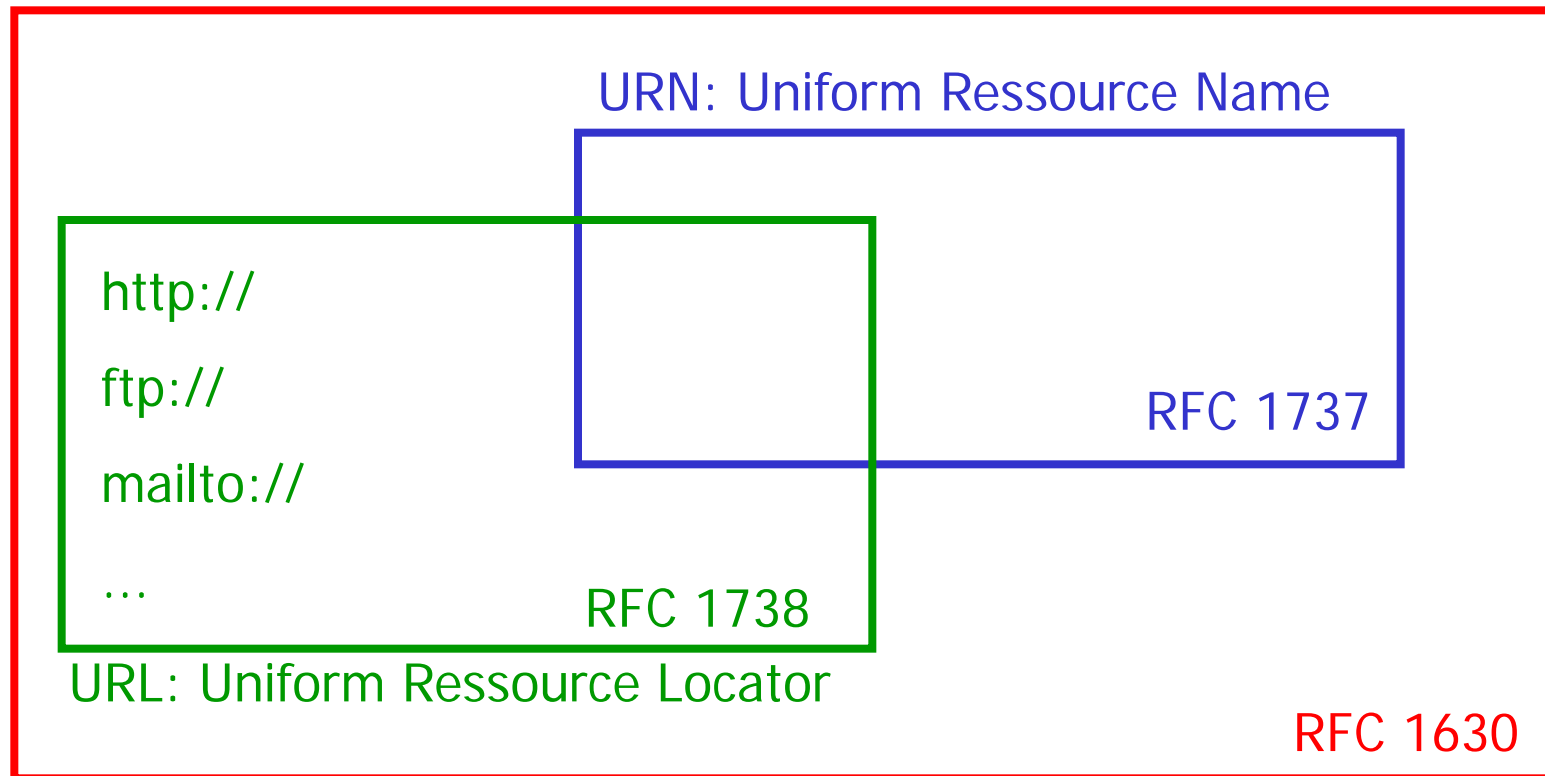 URN: Uniform Ressource Name
http://
ftp://
RFC 1737
mailto://
...
RFC 1738
URL: Uniform Ressource Locator
RFC 1630